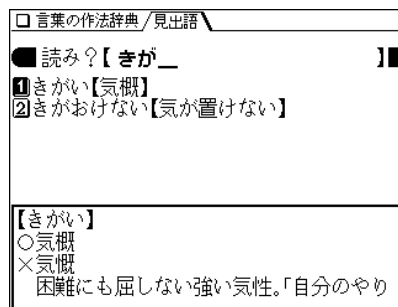 言葉の作法辞典 見出語
読み?【 きが＿ 】
1きがい【気概】
2きがおけない【気が置けない】
【きがい】
○気概
×気慨
困難にも屈しない強い気性。「自分のやり